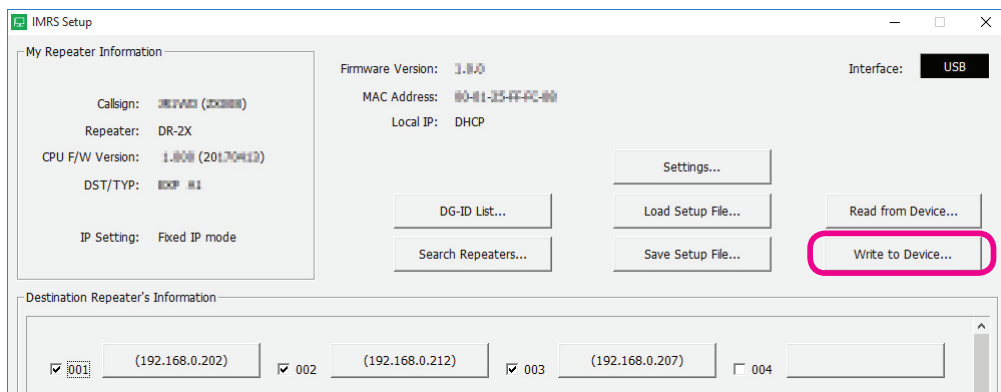 IMRS Setup
My Repeater Information
Callsign:
Repeater: DR-2X
CPU F/W Version:
DST/TYP:
IP Setting: Fixed IP mode
Firmware Version:
MAC Address:
Local IP: DHCP
Interface: USB
Settings...
DG-ID List... Load Setup File... Read from Device...
Search Repeaters... Save Setup File... Write to Device...
Destination Repeater's Information
001 (192.168.0.202) 002 (192.168.0.212) 003 (192.168.0.207) 004